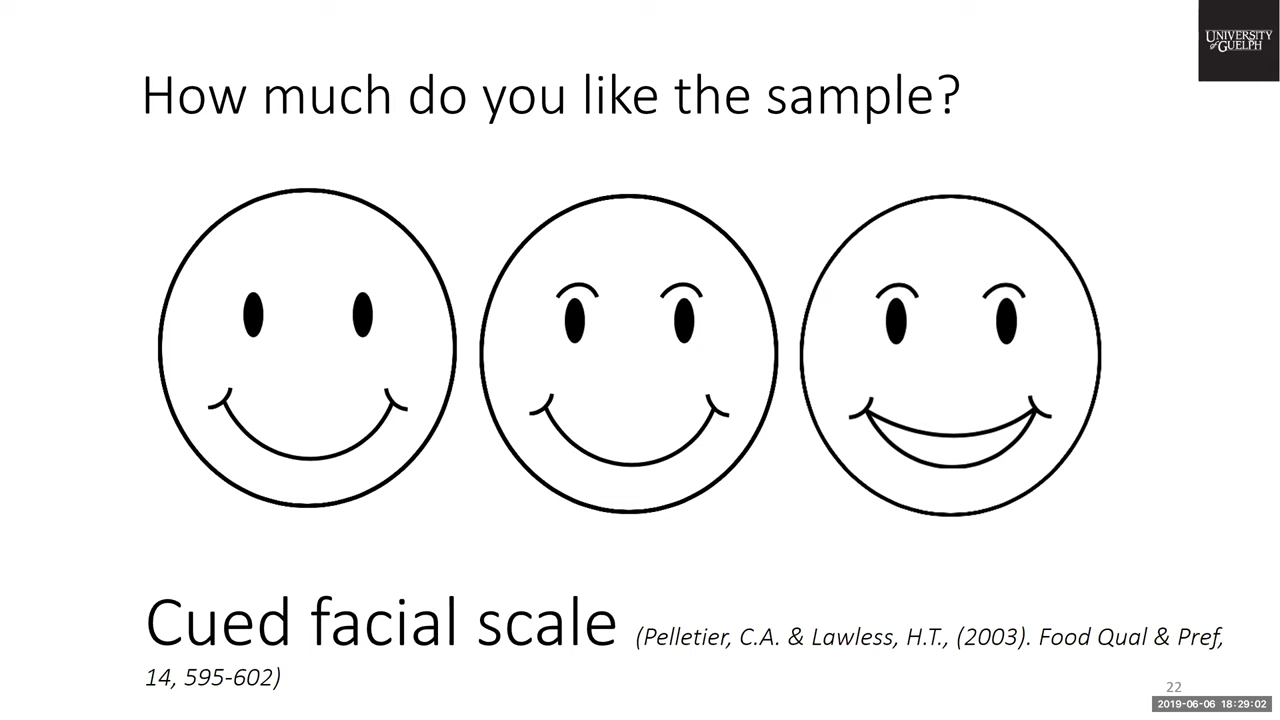 UNIVERSITY
of GUELPH
How much do you like the sample?
Cued facial scale (Pelletier, C.A. & Lawless, H.T., (2003). Food Qual & Pref,
14, 595-602)
22
2019-06-06 18:29:02